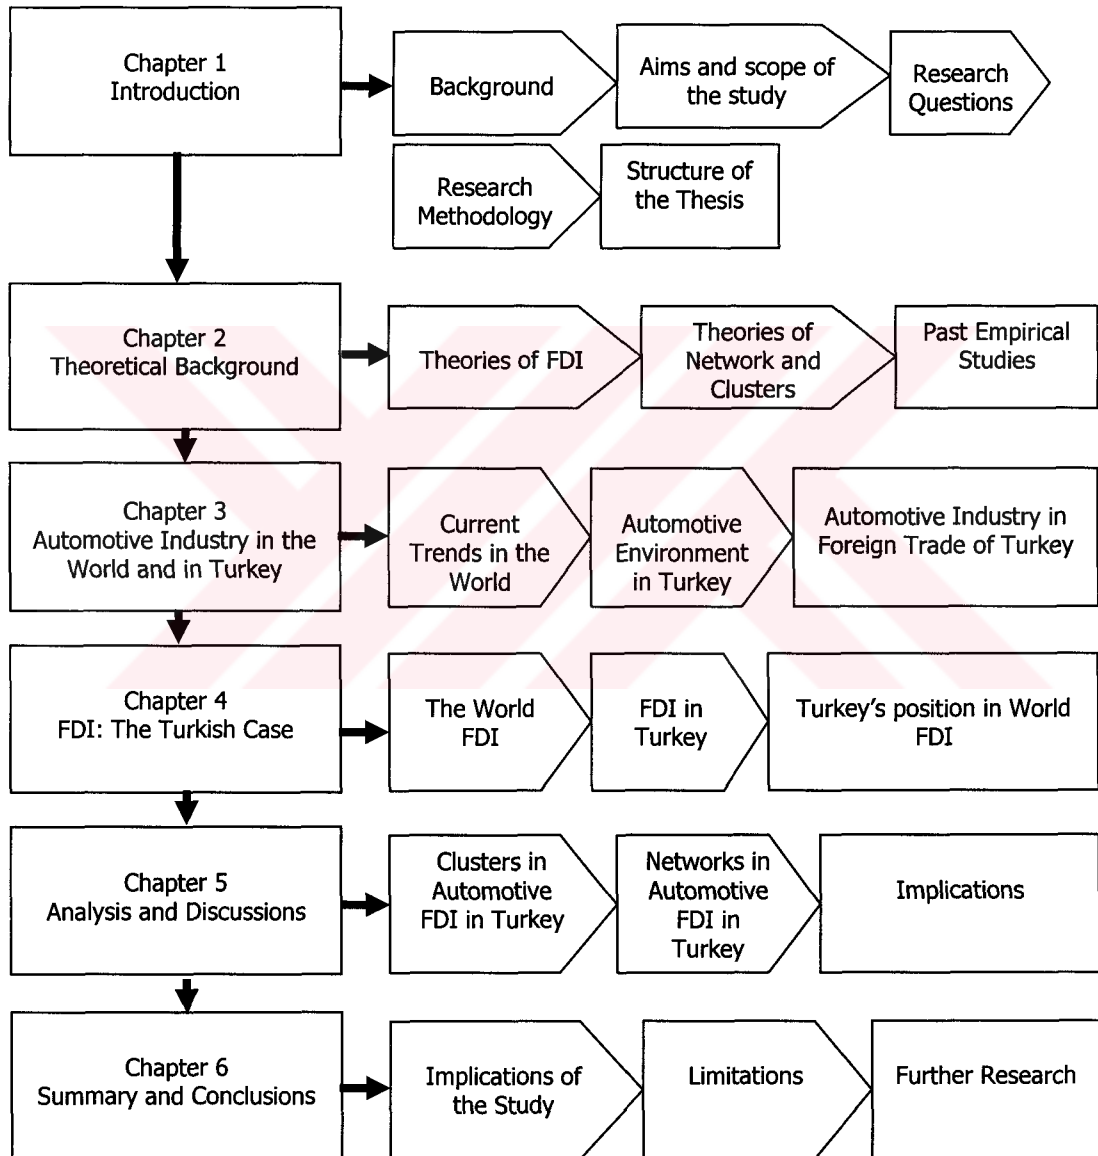 Chapter 1
Introduction
Background
Aims and scope of
the study
Research
Questions
Research
Methodology
Structure of
the Thesis
Chapter 2
Theoretical Background
Theories of FDI
Theories of
Network and
Clusters
Past Empirical
Studies
Chapter 3
Automotive Industry in the
World and in Turkey
Current
Trends in the
World
Automotive
Environment
in Turkey
Automotive Industry in
Foreign Trade of Turkey
Chapter 4
FDI: The Turkish Case
The World
FDI
FDI in
Turkey
Turkey's position in World
FDI
Chapter 5
Analysis and Discussions
Clusters in
Automotive
FDI in Turkey
Networks in
Automotive
FDI in
Turkey
Implications
Chapter 6
Summary and Conclusions
Implications of
the Study
Limitations
Further Research